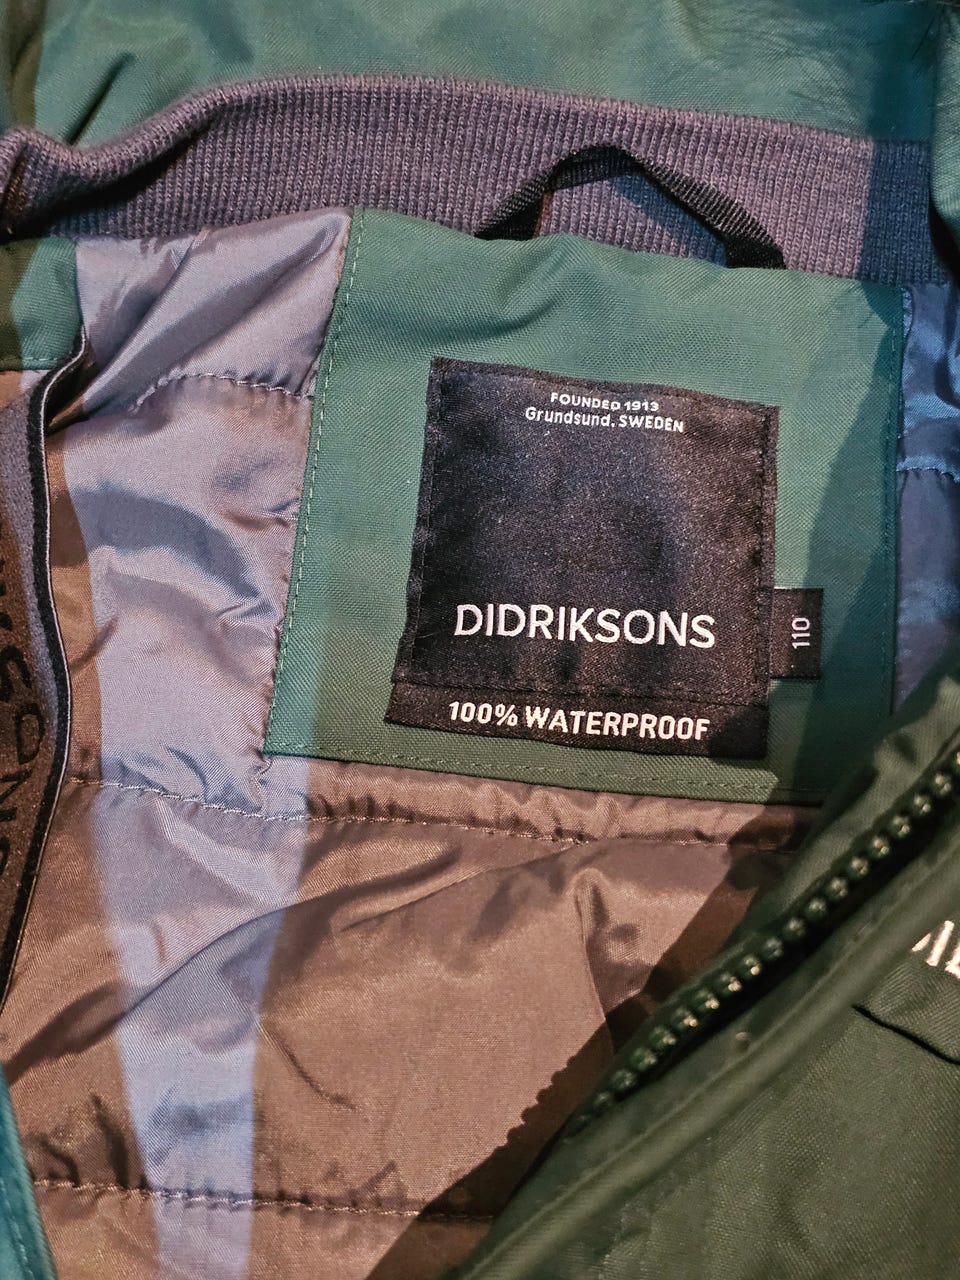 FOUNDED 1913
Grundsund. SWEDEN
DIDRIKSONS
110
100% WATERPROOF